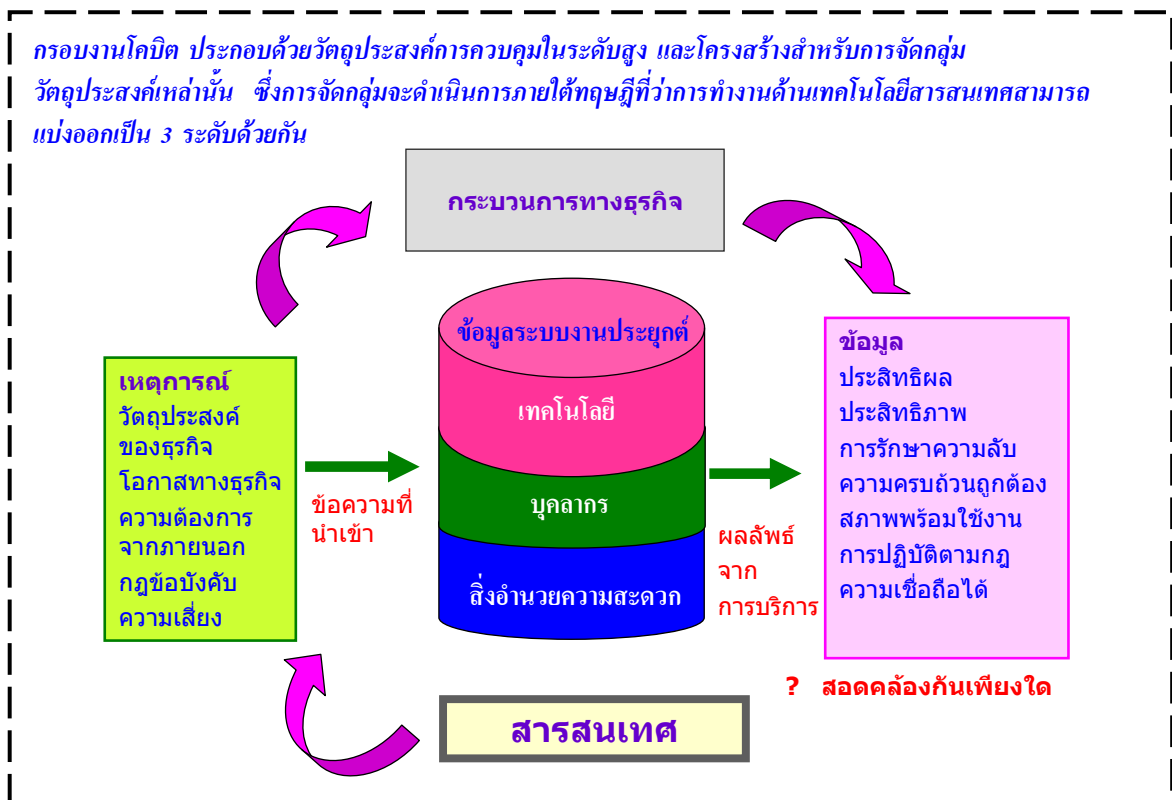 กรอบงานโคบิต ประกอบด้วยวัตถุประสงค์การควบคุมในระดับสูง และโครงสร้างสำหรับการจัดกลุ่ม
วัตถุประสงค์เหล่านั้น ซึ่งการจัดกลุ่มจะดำเนินการภายใต้ทฤษฎีที่ว่าการทำงานด้านเทคโนโลยีสารสนเทศสามารถ
แบ่งออกเป็น 3 ระดับด้วยกัน
กระบวนการทางธุรกิจ
เหตุการณ์
วัตถุประสงค์
ของธุรกิจ
โอกาสทางธุรกิจ
ความต้องการ
จากภายนอก
กฎข้อบังคับ
ความเสี่ยง
ข้อความที่
นำเข้า
ข้อมูลระบบงานประยุกต์
เทคโนโลยี
บุคลากร
สิ่งอำนวยความสะดวก
ผลลัพธ์
จาก
การบริการ
ข้อมูล
ประสิทธิผล
ประสิทธิภาพ
การรักษาความลับ
ความครบถ้วนถูกต้อง
สภาพพร้อมใช้งาน
การปฏิบัติตามกฎ
ความเชื่อถือได้
? สอดคล้องกันเพียงใด
สารสนเทศ